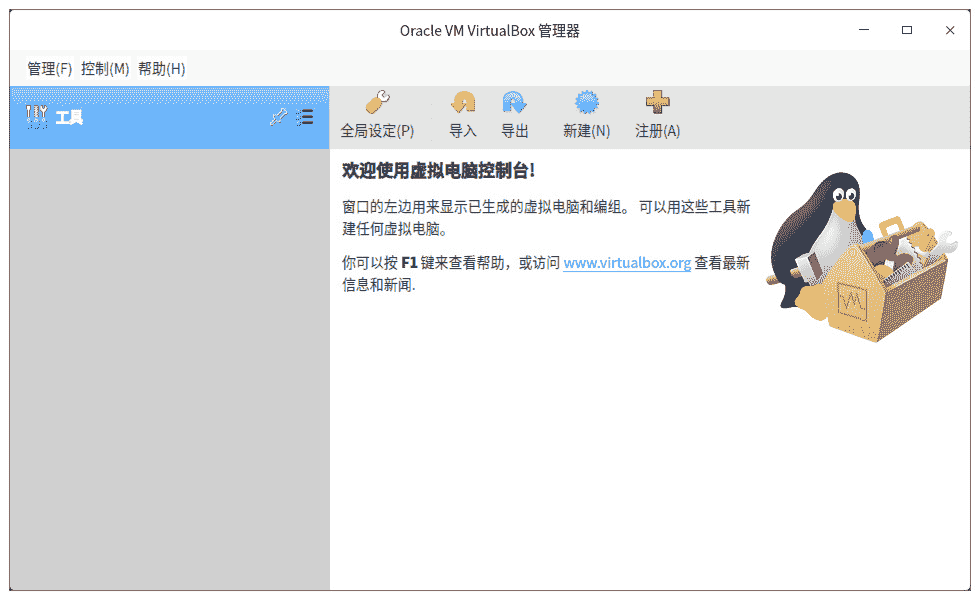 Oracle VM VirtualBox 管理器
管理(F) 控制(M) 帮助(H)
工具
全局设定(P) 导入 导出 新建(N) 注册(A)
欢迎使用虚拟电脑控制台!
窗口的左边用来显示已生成的虚拟电脑和编组。 可以用这些工具新
建任何虚拟电脑。
你可以按 F1 键来查看帮助，或访问 www.virtualbox.org 查看最新
信息和新闻.